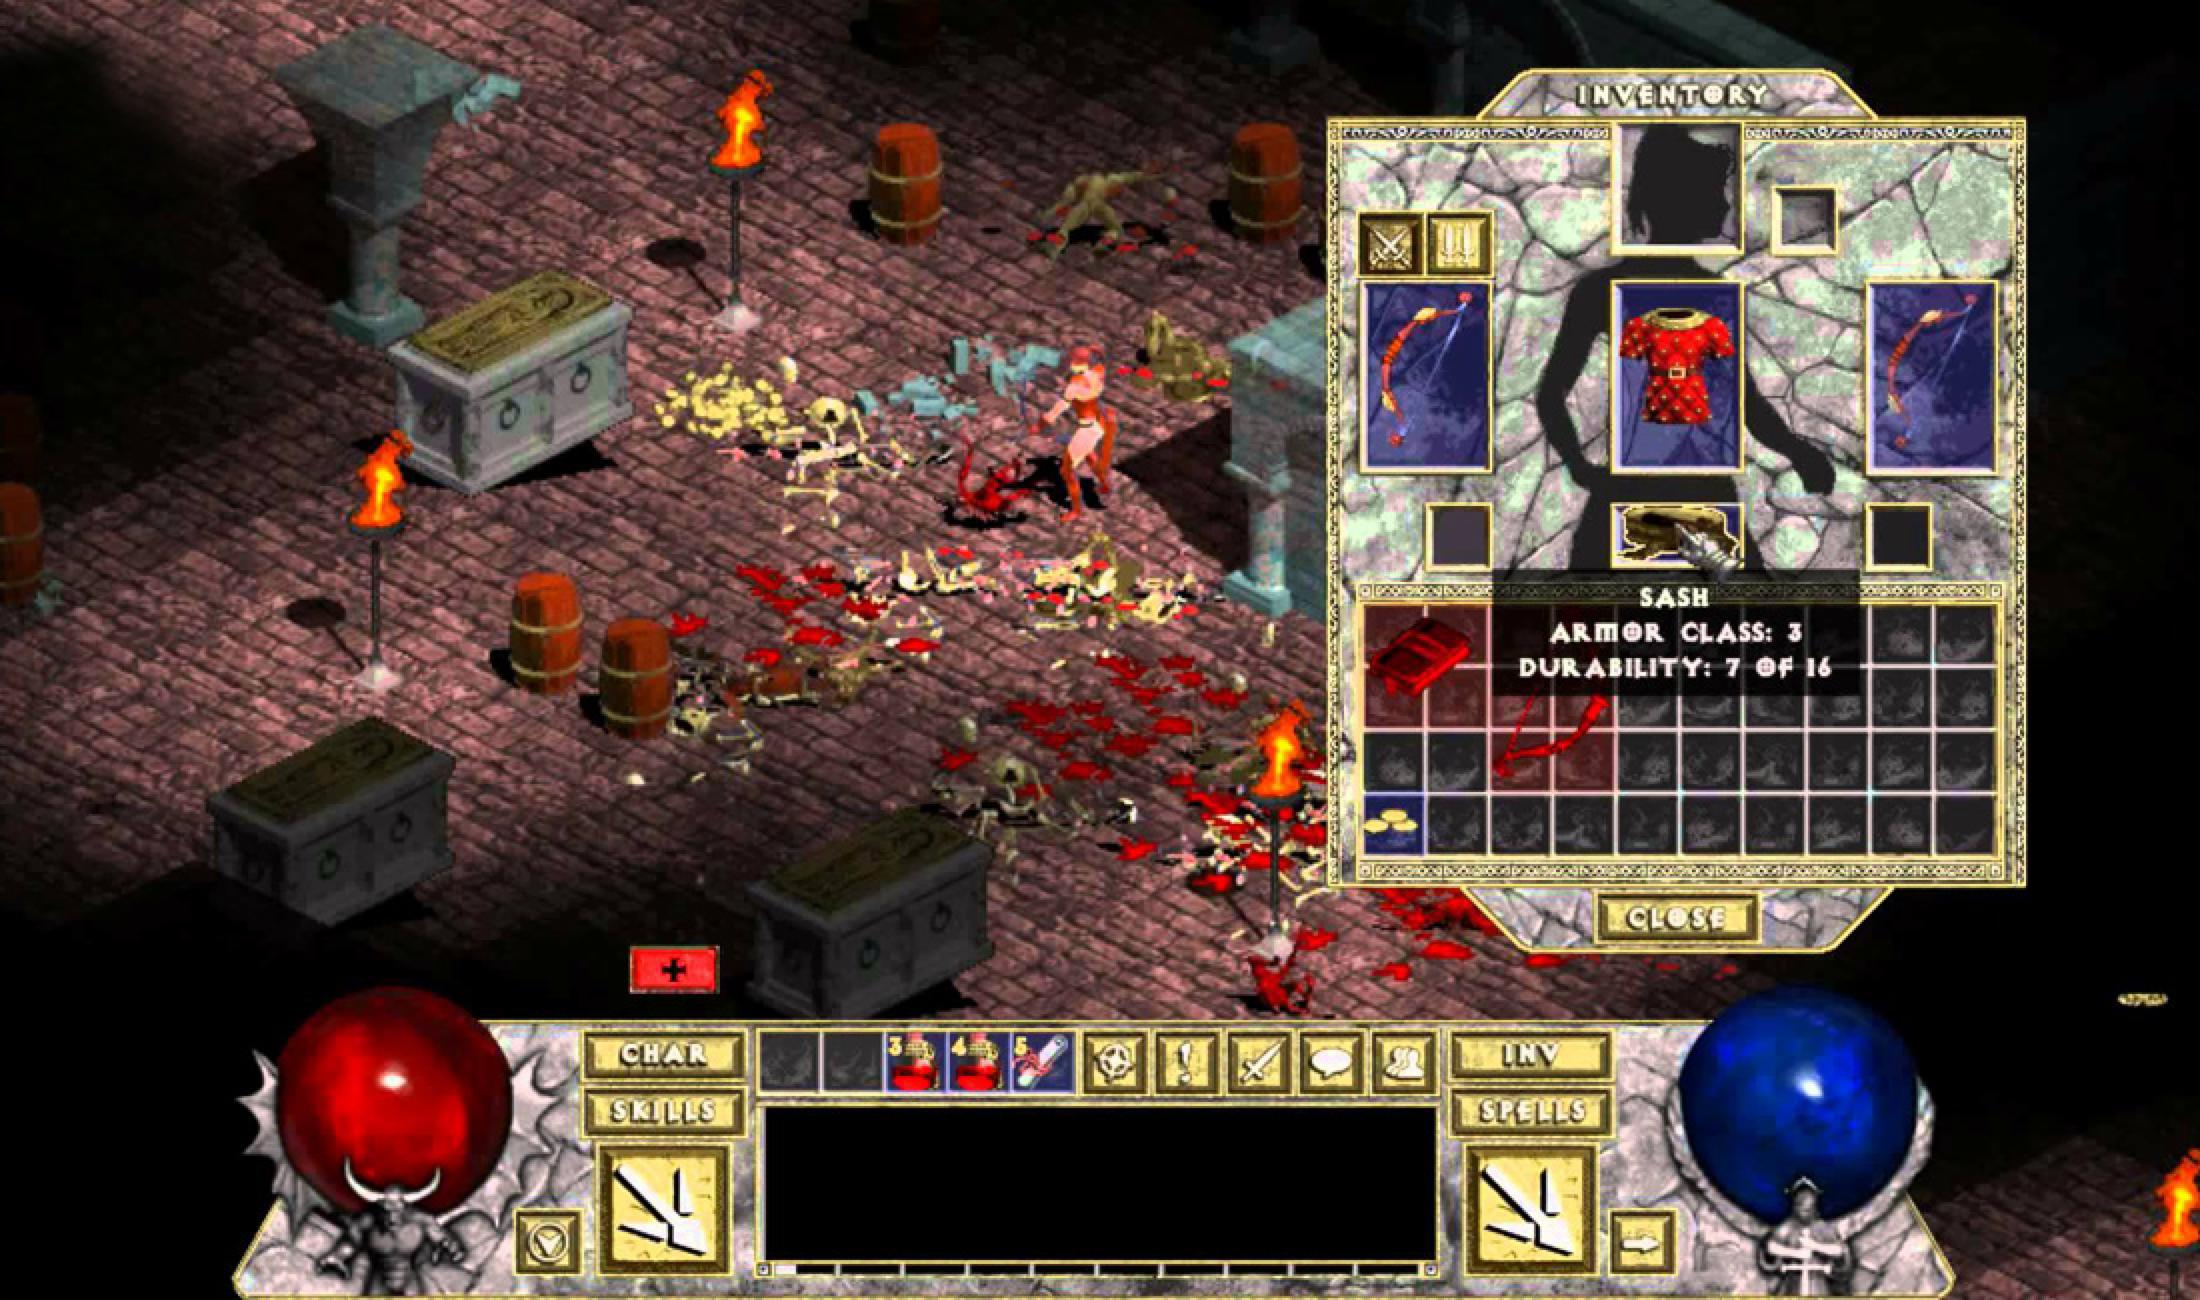 INVENTORY
SASH
ARMOR CLASS: 3
DURABILITY: 7 OF 16
CLOSE
CHAR
3
4
5
INV
SKILLS
SPELLS